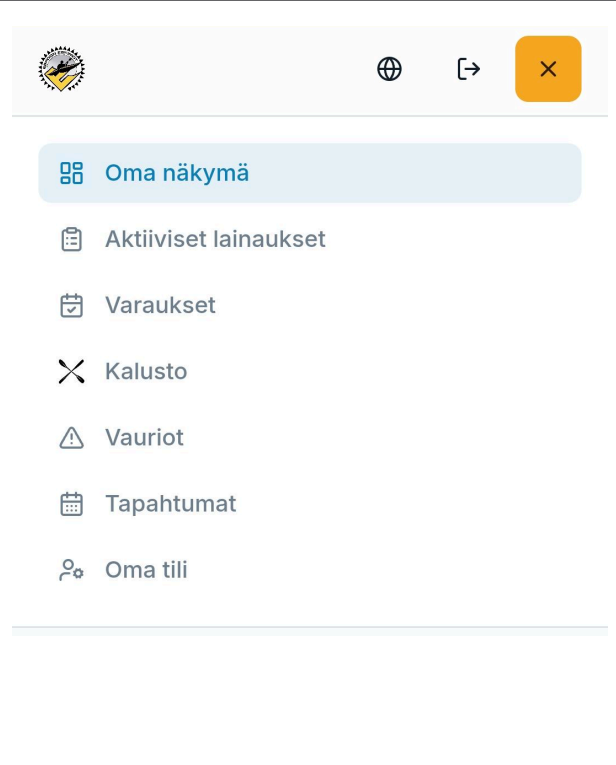 Oma näkymä
Aktiiviset lainaukset
Varaukset
Kalusto
Vauriot
Tapahtumat
Oma tili